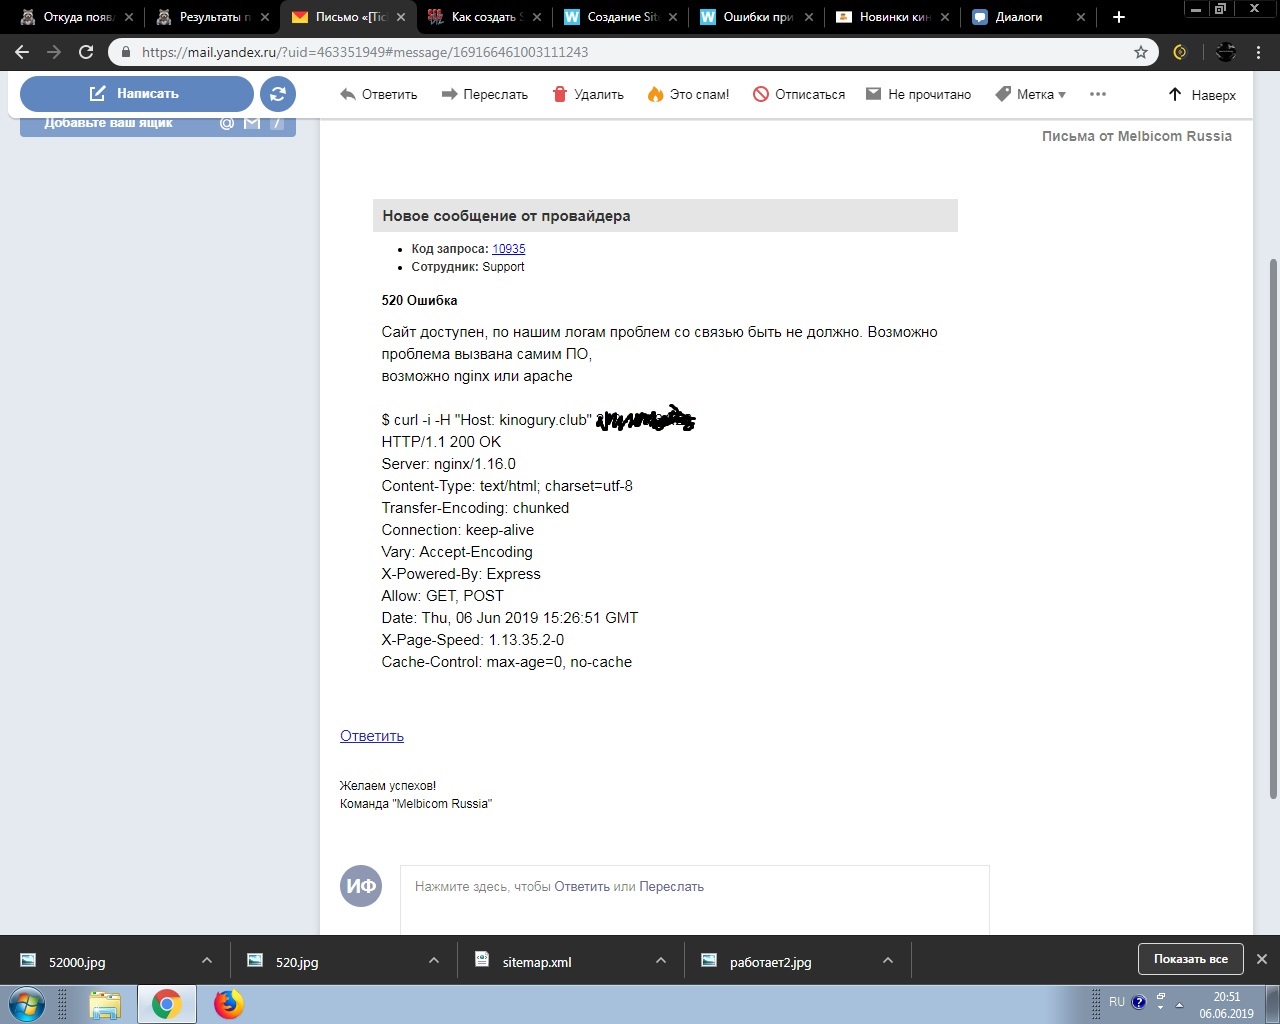 Откуда появл
Результаты п
Письмо «[Tic
Как создать S
Создание Site
Ошибки при
Новинки кин
Диалоги
https://mail.yandex.ru/?uid=463351949#message/169166461003111243
Написать
Ответить
Переслать
Удалить
Это спам!
Отписаться
Не прочитано
Метка
Наверх
Добавьте ваш ящик
Письма от Melbicom Russia
Новое сообщение от провайдера
Код запроса: 10935
Сотрудник: Support
520 Ошибка
Сайт доступен, по нашим логам проблем со связью быть не должно. Возможно
проблема вызвана самим ПО,
возможно nginx или apache
$ curl -i -H "Host: kinogury.club"
HTTP/1.1 200 OK
Server: nginx/1.16.0
Content-Type: text/html; charset=utf-8
Transfer-Encoding: chunked
Connection: keep-alive
Vary: Accept-Encoding
X-Powered-By: Express
Allow: GET, POST
Date: Thu, 06 Jun 2019 15:26:51 GMT
X-Page-Speed: 1.13.35.2-0
Cache-Control: max-age=0, no-cache
Ответить
Желаем успехов!
Команда "Melbicom Russia"
ИФ
Нажмите здесь, чтобы Ответить или Переслать
52000.jpg
520.jpg
sitemap.xml
работает2.jpg
Показать все
RU
20:51
06.06.2019